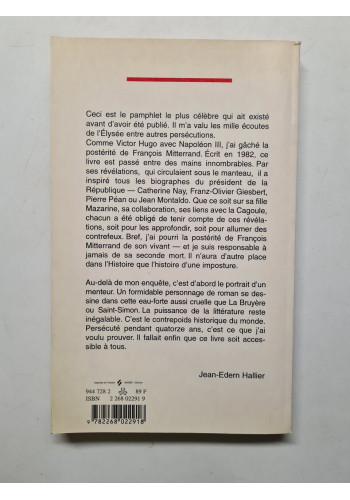 Ceci est le pamphlet le plus célèbre qui ait existé
avant d'avoir été publié. Il m'a valu les mille écoutes
de l'Élysée entre autres persécutions.
Comme Victor Hugo avec Napoléon III, j'ai gâché la
postérité de François Mitterrand. Écrit en 1982, ce
livre est passé entre des mains innombrables. Par
ses révélations, qui circulaient sous le manteau, il a
inspiré tous les biographes du président de la
République — Catherine Nay, Franz-Olivier Giesbert,
Pierre Péan ou Jean Montaldo. Que ce soit sur sa fille
Mazarine, sa collaboration, ses liens avec la Cagoule,
chacun a été obligé de tenir compte de ces révéla-
tions, soit pour les approfondir, soit pour allumer des
contrefeux. Bref, j'ai pourri la postérité de François
Mitterrand de son vivant — et je suis responsable à
jamais de sa seconde mort. Il n'aura d'autre place
dans l'Histoire que l'histoire d'une imposture.
Au-delà de mon enquête, c'est d'abord le portrait d'un
menteur. Un formidable personnage de roman se des-
sine dans cette eau-forte aussi cruelle que La Bruyère
ou Saint-Simon. La puissance de la littérature reste
inégalable. C'est le contrepoids historique du monde.
Persécuté pendant quatorze ans, c'est ce que j'ai
voulu prouver. Il fallait enfin que ce livre soit acces-
sible à tous.
Jean-Edern Hallier
944 728 2 89 F
ISBN 2 268 02291 9
9 782268 022918